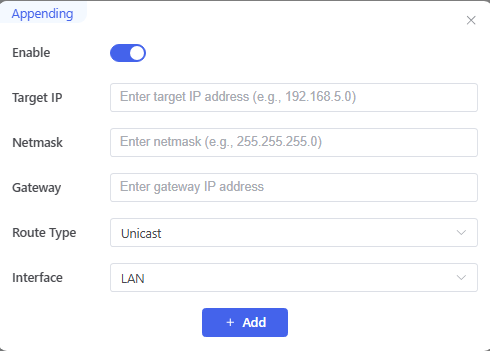 Appending
Enable
Target IP Enter target IP address (e.g., 192.168.5.0)
Netmask Enter netmask (e.g., 255.255.255.0)
Gateway Enter gateway IP address
Route Type Unicast
Interface LAN
+ Add